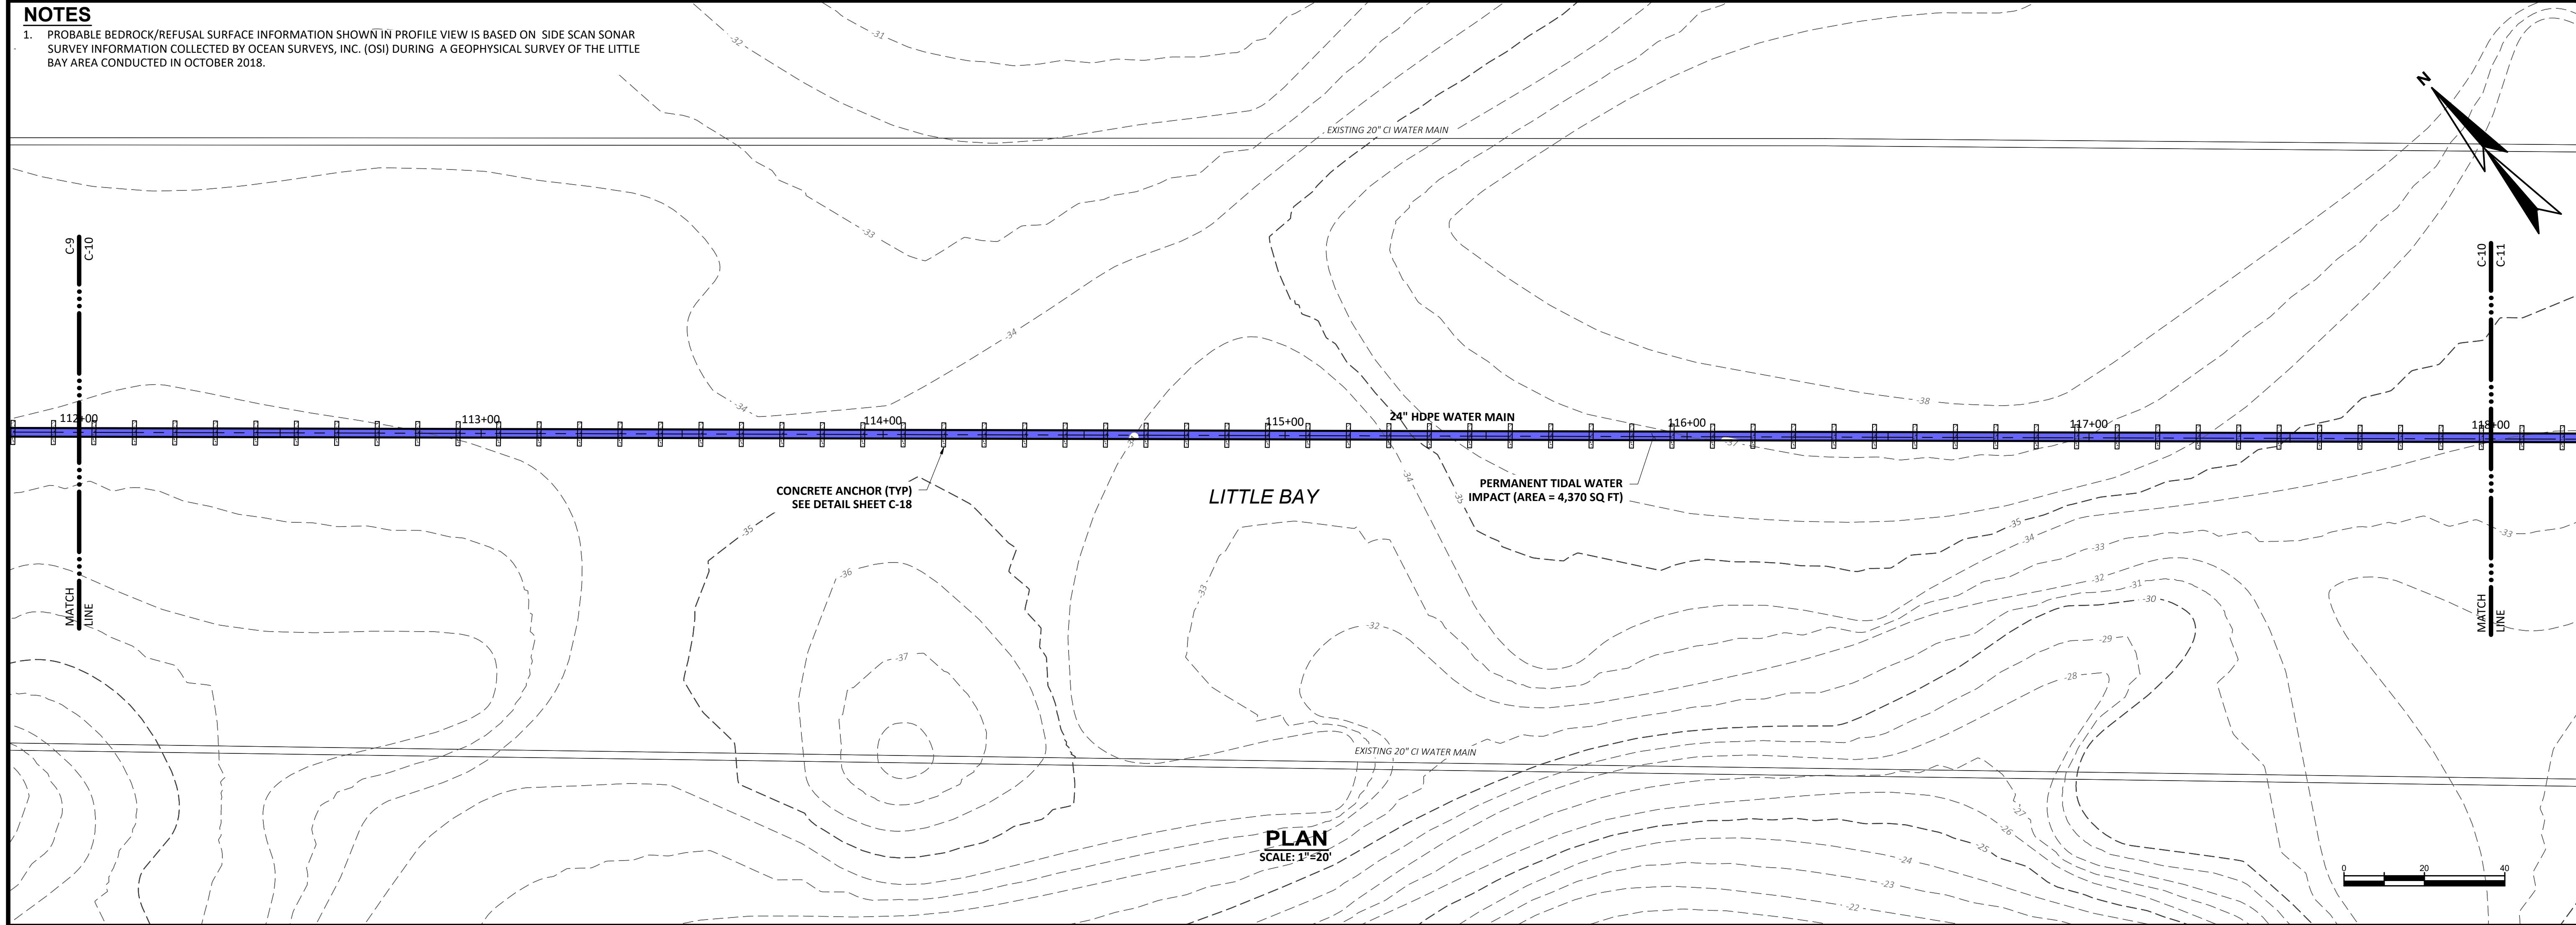 NOTES
1. PROBABLE BEDROCK/REFUSAL SURFACE INFORMATION SHOWN IN PROFILE VIEW IS BASED ON SIDE SCAN SONAR
SURVEY INFORMATION COLLECTED BY OCEAN SURVEYS, INC. (OSI) DURING A GEOPHYSICAL SURVEY OF THE LITTLE
BAY AREA CONDUCTED IN OCTOBER 2018.
-32
-31
N
EXISTING 20" CI WATER MAIN
-33
C-9
C-10
C-10
C-11
-34
-34
-38
112+00
113+00
114+00
115+00
24" HDPE WATER MAIN
116+00
117+00
118+00
-37
CONCRETE ANCHOR (TYP)
SEE DETAIL SHEET C-18
LITTLE BAY
-34
-35
PERMANENT TIDAL WATER
IMPACT (AREA = 4,370 SQ FT)
-35
-35
-34
-33
-33
-36
-33
-32
-31
-30
MATCH
LINE
-32
-29
MATCH
LINE
-37
-28
EXISTING 20" CI WATER MAIN
-27
-26
-25
-24
-23
-22
PLAN
SCALE: 1"=20'
0 20 40